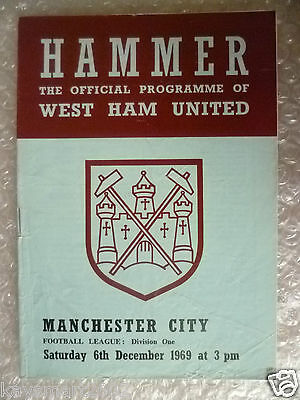 HAMMER
THE OFFICIAL PROGRAMME OF
WEST HAM UNITED
MANCHESTER CITY
FOOTBALL LEAGUE: Division One
Saturday 6th December 1969 at 3 pm